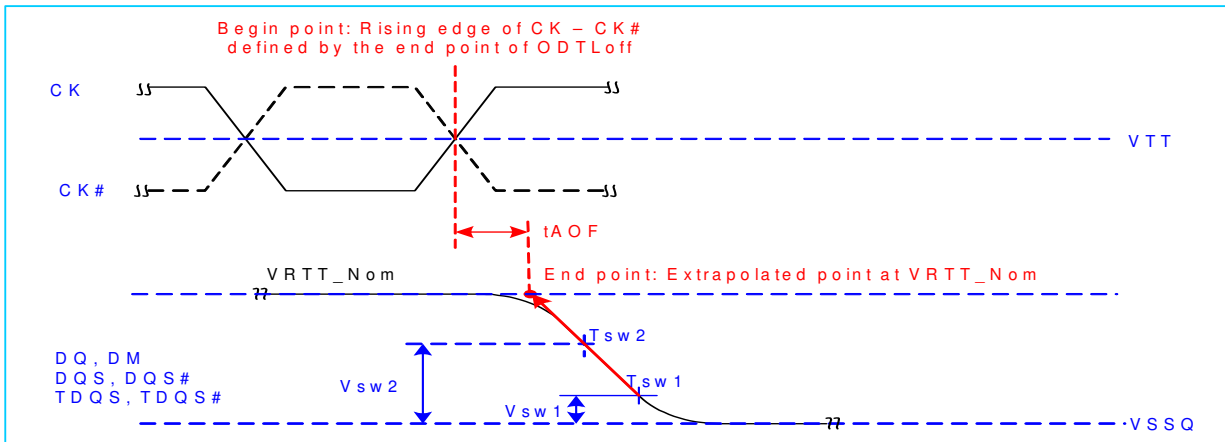 Begin point: Rising edge of CK – CK#
defined by the end point of ODTLoff
CK
VTT
CK#
tAOF
VRTT_Nom
End point: Extrapolated point at VRTT_Nom
Tsw2
DQ, DM
DQS, DQS#
TDQS, TDQS#
Vsw2
Tsw1
Vsw1
VSSQ